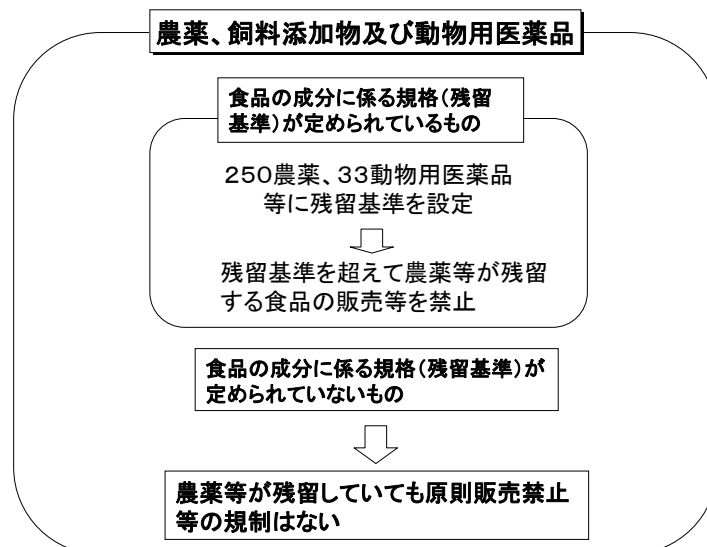 農薬、飼料添加物及び動物用医薬品
食品の成分に係る規格(残留
基準)が定められているもの
250農薬、33動物用医薬品
等に残留基準を設定
残留基準を超えて農薬等が残留
する食品の販売等を禁止
食品の成分に係る規格(残留基準)が
定められていないもの
農薬等が残留していても原則販売禁止
等の規制はない